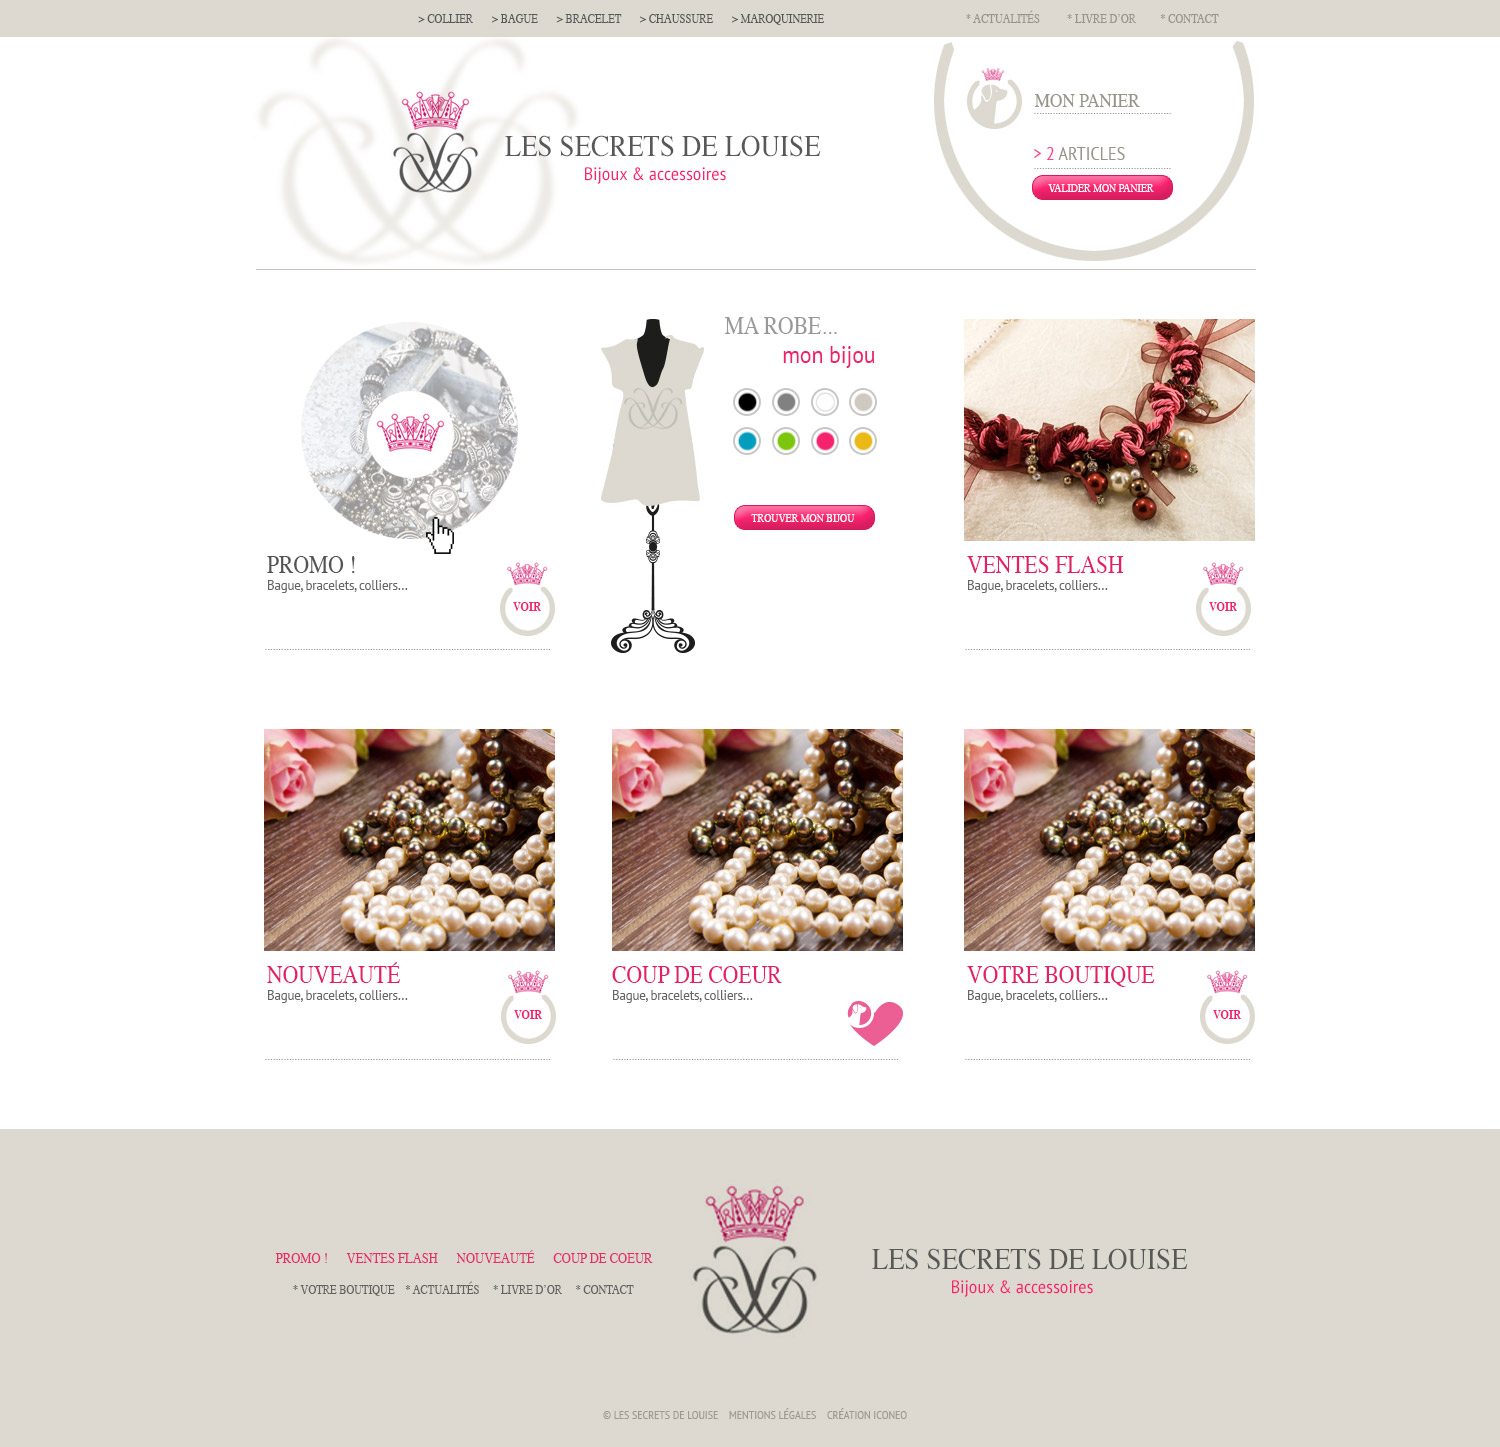 > COLLIER > BAGUE > BRACELET > CHAUSSURE > MAROQUINERIE * ACTUALITÉS * LIVRE D'OR * CONTACT
LES SECRETS DE LOUISE
Bijoux & accessoires
MON PANIER
> 2 ARTICLES
VALIDER MON PANIER
PROMO !
Bague, bracelets, colliers...
VOIR
MA ROBE...
mon bijou
TROUVER MON BIJOU
VENTES FLASH
Bague, bracelets, colliers...
VOIR
NOUVEAUTÉ
Bague, bracelets, colliers...
VOIR
COUP DE COEUR
Bague, bracelets, colliers...
VOTRE BOUTIQUE
Bague, bracelets, colliers...
VOIR
PROMO ! VENTES FLASH NOUVEAUTÉ COUP DE COEUR
* VOTRE BOUTIQUE * ACTUALITÉS * LIVRE D'OR * CONTACT
LES SECRETS DE LOUISE
Bijoux & accessoires
© LES SECRETS DE LOUISE MENTIONS LÉGALES CRÉATION ICONEO